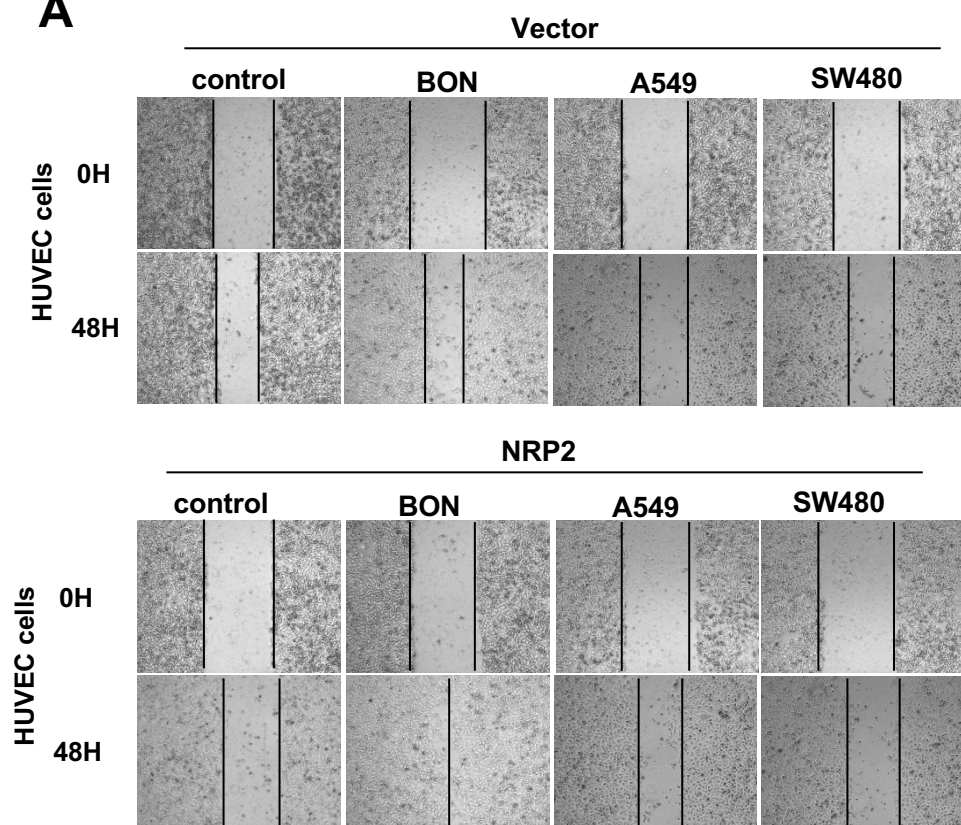 A
Vector
control BON A549 SW480
HUVEC cells
0H
48H
NRP2
control BON A549 SW480
HUVEC cells
0H
48H